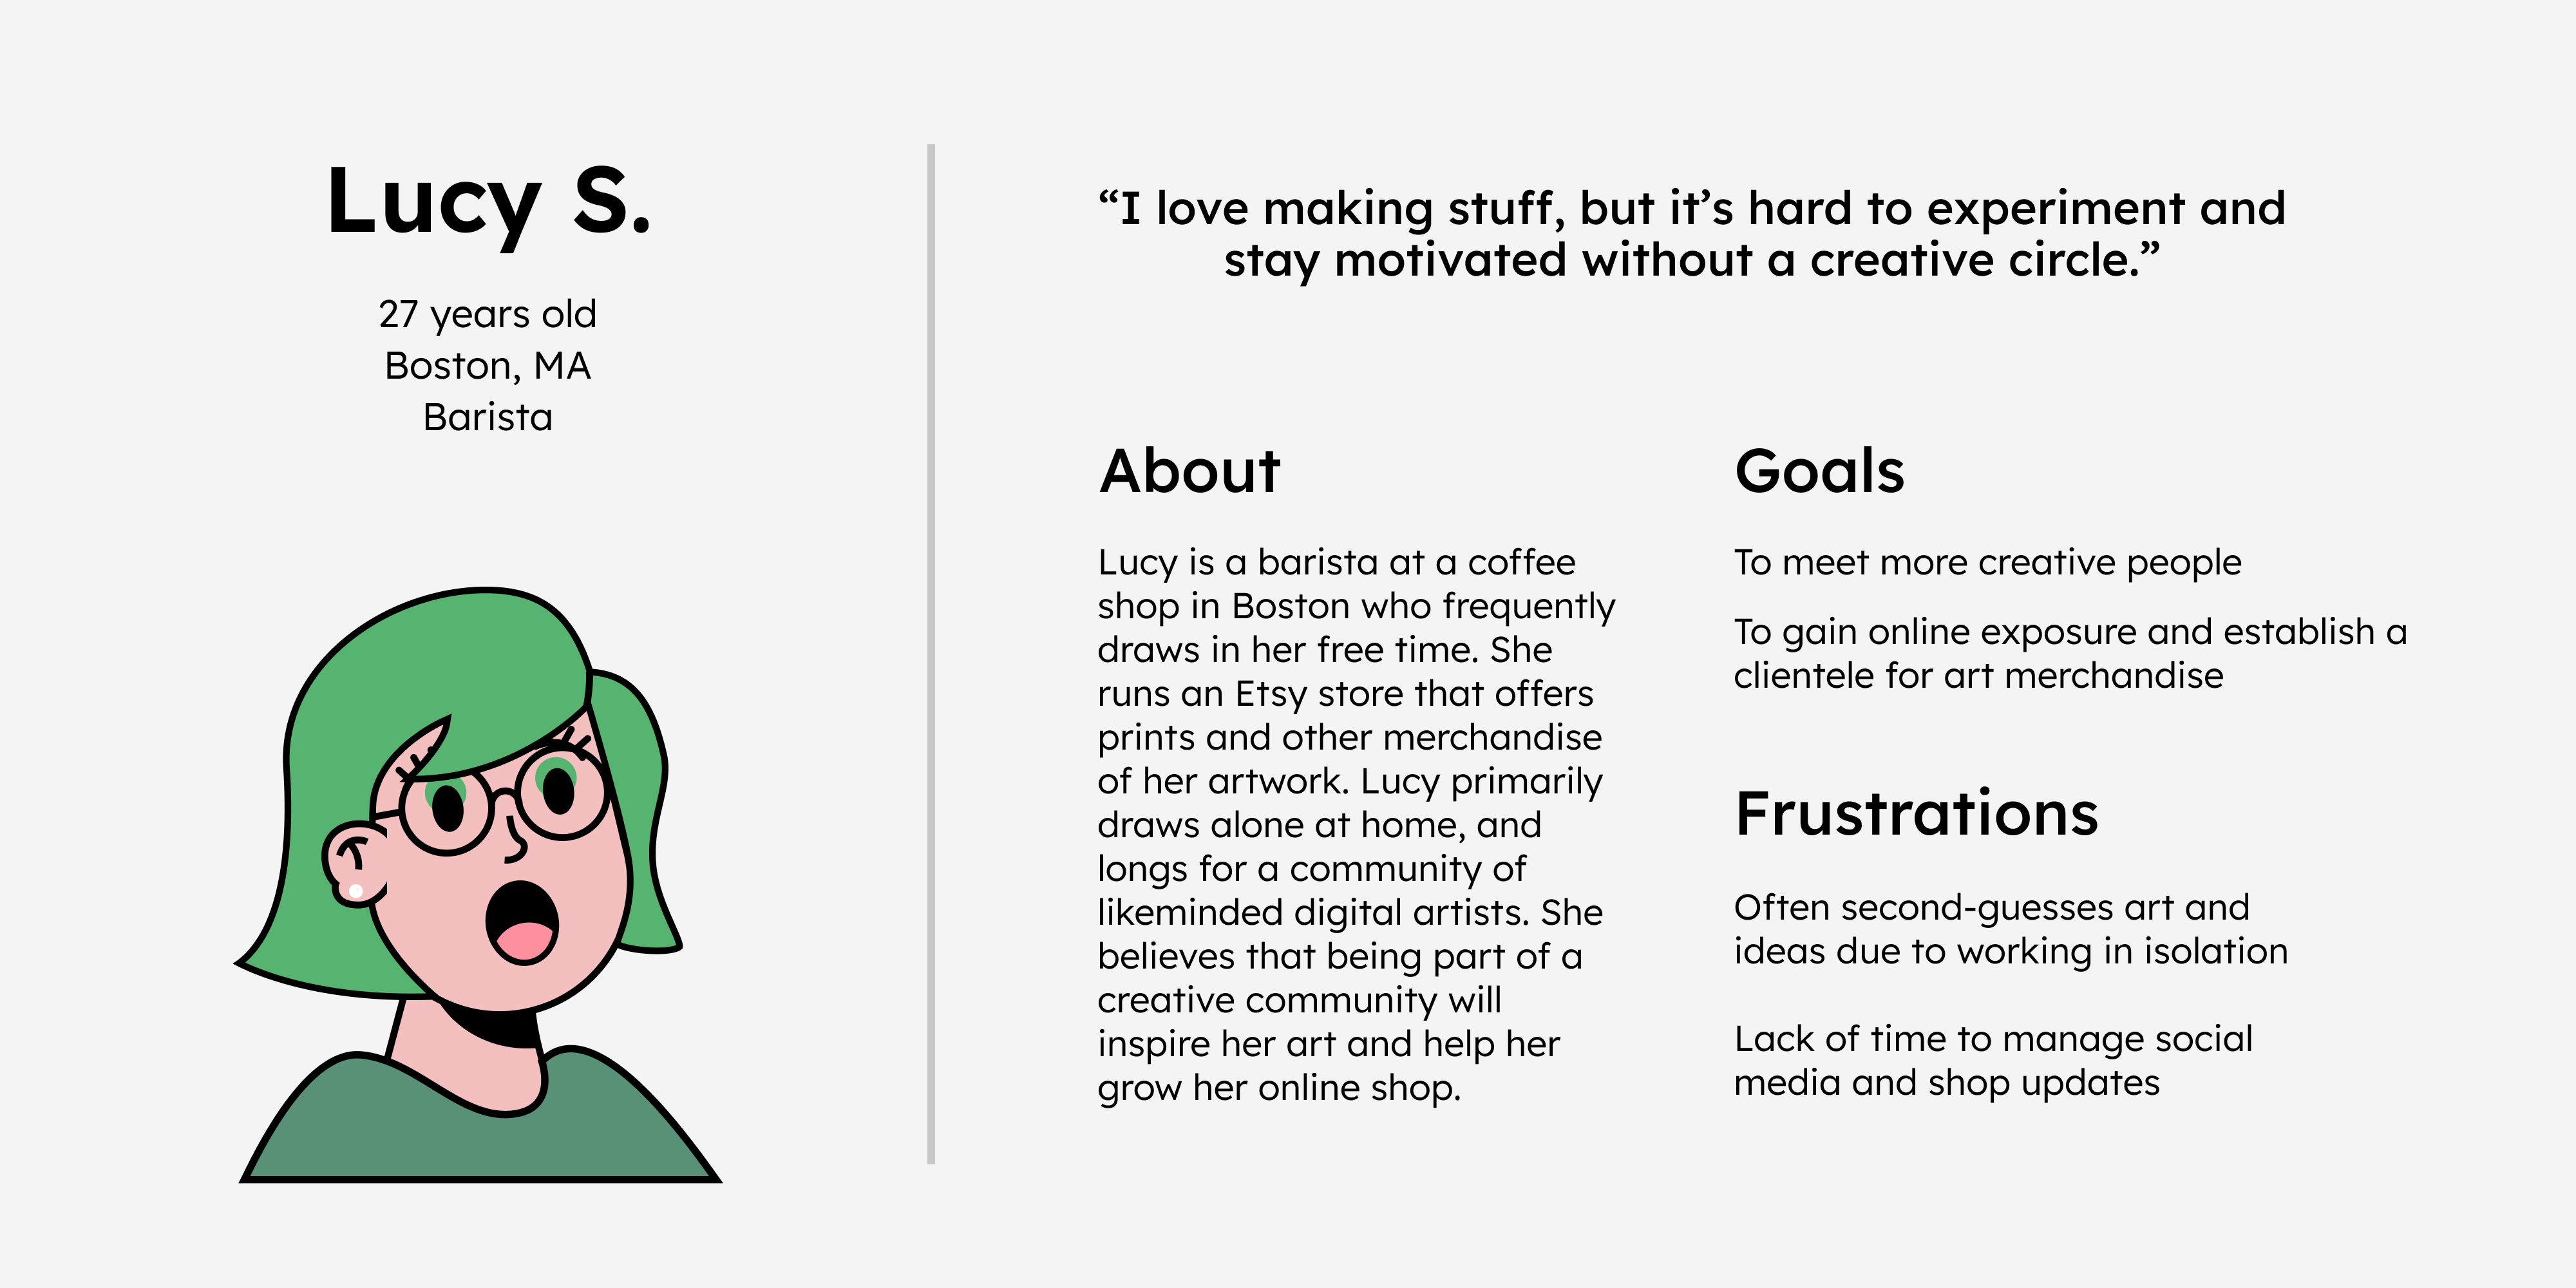 Lucy S.
27 years old
Boston, MA
Barista
“I love making stuff, but it’s hard to experiment and
stay motivated without a creative circle.”
About
Lucy is a barista at a coffee
shop in Boston who frequently
draws in her free time. She
runs an Etsy store that offers
prints and other merchandise
of her artwork. Lucy primarily
draws alone at home, and
longs for a community of
likeminded digital artists. She
believes that being part of a
creative community will
inspire her art and help her
grow her online shop.
Goals
To meet more creative people
To gain online exposure and establish a
clientele for art merchandise
Frustrations
Often second-guesses art and
ideas due to working in isolation
Lack of time to manage social
media and shop updates